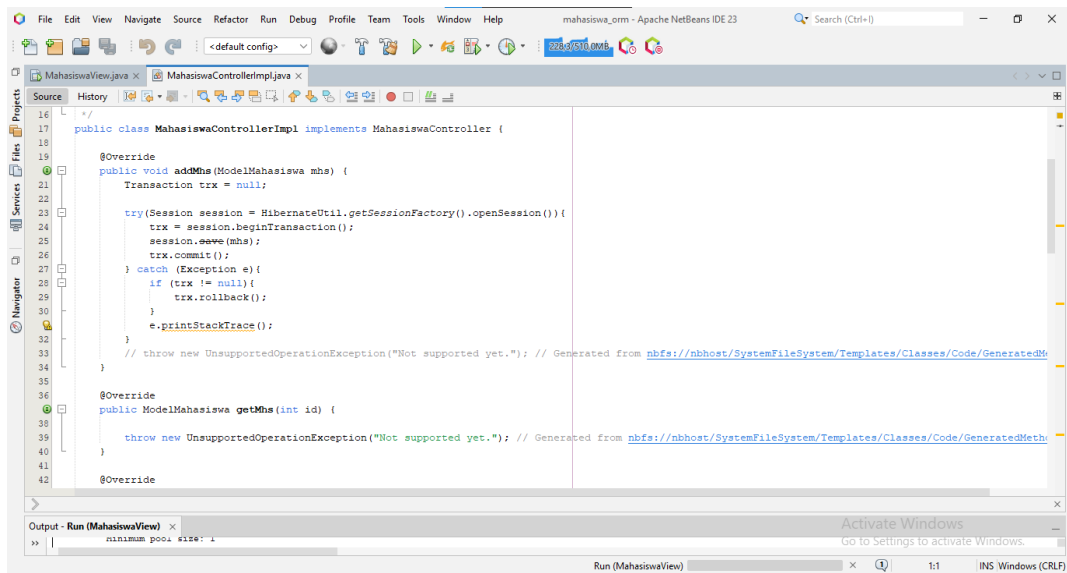 File Edit View Navigate Source Refactor Run Debug Profile Team Tools Window Help mahasiswa_orm - Apache NetBeans IDE 23 Search (Ctrl+I)
<default config> 228,3/510,0MB
MahasiswaView.java × MahasiswaControllerImpl.java ×
Source History
Projects
Files
Services
Navigator
16 */
17 public class MahasiswaControllerImpl implements MahasiswaController {
18
19 @Override
public void addMhs(ModelMahasiswa mhs) {
21 Transaction trx = null;
22
23 try(Session session = HibernateUtil.getSessionFactory().openSession()){
24 trx = session.beginTransaction();
25 session.save(mhs);
26 trx.commit();
27 } catch (Exception e){
28 if (trx != null){
29 trx.rollback();
30 }
e.printStackTrace();
32 }
33 // throw new UnsupportedOperationException("Not supported yet."); // Generated from nbfs://nbhost/SystemFileSystem/Templates/Classes/Code/GeneratedMe
34 }
35
36 @Override
public ModelMahasiswa getMhs(int id) {
38
39 throw new UnsupportedOperationException("Not supported yet."); // Generated from nbfs://nbhost/SystemFileSystem/Templates/Classes/Code/GeneratedMetho
40 }
41
42 @Override
Output - Run (MahasiswaView) ×
Minimum pool size: 1
Activate Windows
Go to Settings to activate Windows.
Run (MahasiswaView) 1 1:1 INS Windows (CRLF)